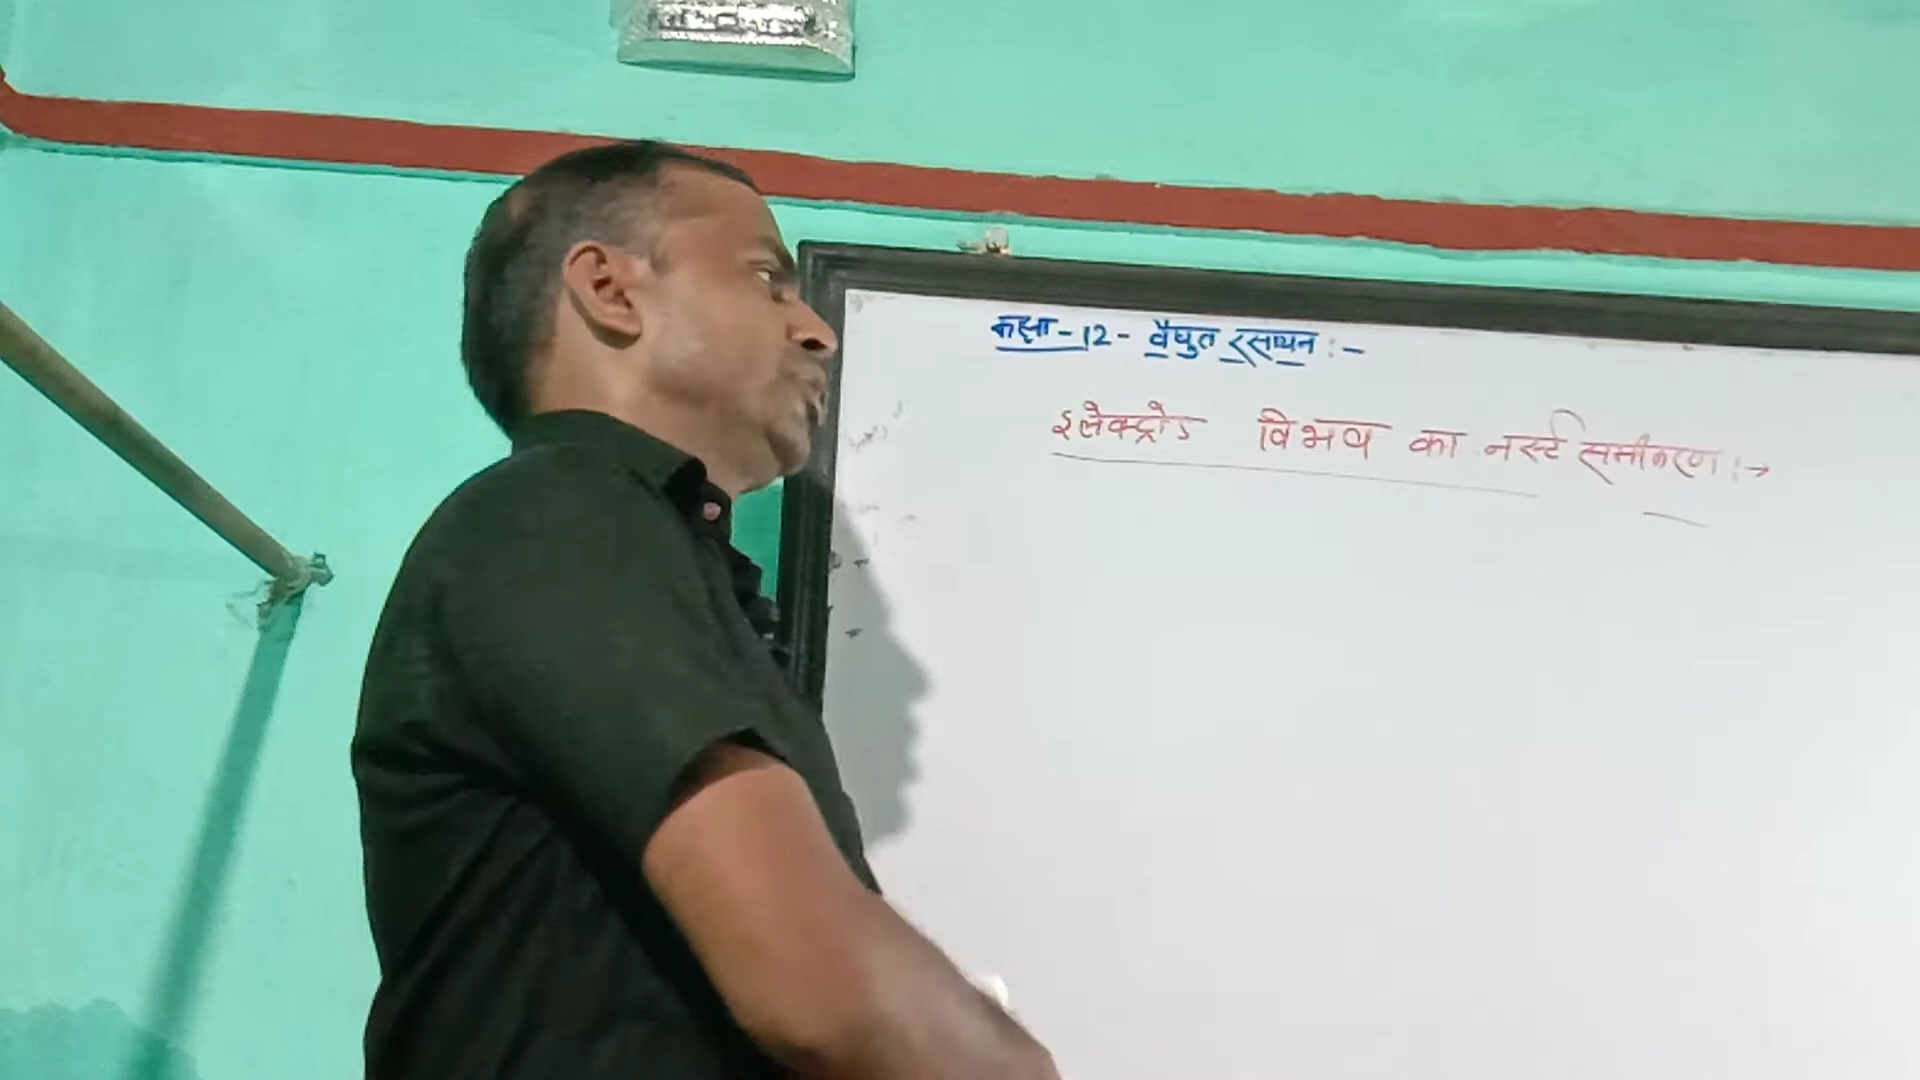 कक्षा - 12 - वैधुत रसायन :-
इलेक्ट्रोड विभव का नर्स्ट समीकरण :→